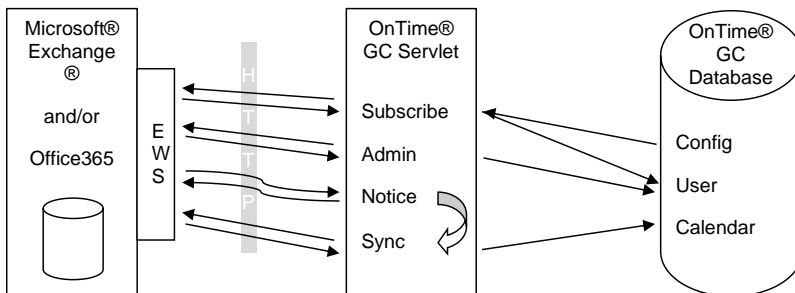 Microsoft®
Exchange
®
and/or
Office365
E
W
S
H
T
T
P
OnTime®
GC Servlet
Subscribe
Admin
Notice
Sync
OnTime®
GC
Database
Config
User
Calendar